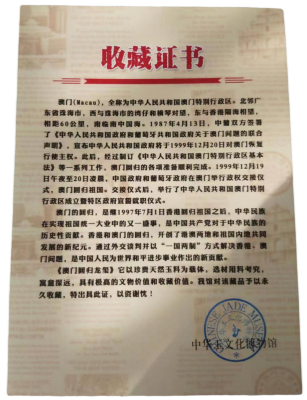 收藏证书
澳门(Macau)，全称为中华人民共和国澳门特别行政区。北邻广
东省珠海市，西与珠海市的湾仔和横琴对望，东与香港隔海相望，
相距60公里，南临南中国海。1987年4月13日，中葡双方签署
了《中华人民共和国政府和葡萄牙共和国政府关于澳门问题的联合
声明》，宣布中华人民共和国政府将于1999年12月20日对澳门恢复
行使主权。此后，经过制订《中华人民共和国澳门特别行政区基本
法》等一系列工作，澳门回归的各项准备顺利完成。1999年12月19
日午夜至20日凌晨，中国政府和葡萄牙政府在澳门举行政权交接仪
式，澳门回归祖国。交接仪式后，举行了中华人民共和国澳门特别
行政区成立暨特区政府宣誓就职仪式。
澳门的回归，是继1997年7月1日香港回归祖国之后，中华民族
在实现祖统一大业中的又一盛事，是中国共产党对于中华民族的
历史性贡献。香港和澳门的回归，开创了港澳两地和祖国内地共同
发展的新纪元。通过外交谈判并以“一国两制”方式解决香港、澳
门问题，是中国人民为世界和平进步事业作出的新贡献。
《澳门回归龙玺》它以珍贵天然玉料为载体，选材用料考究，
寓意深远，具有极高的文物价值和收藏价值。我馆对该藏品予以永
久收藏，特出具此证，以资谢忱！
CHINESE JADE MUSEUM
中华玉文化博物馆